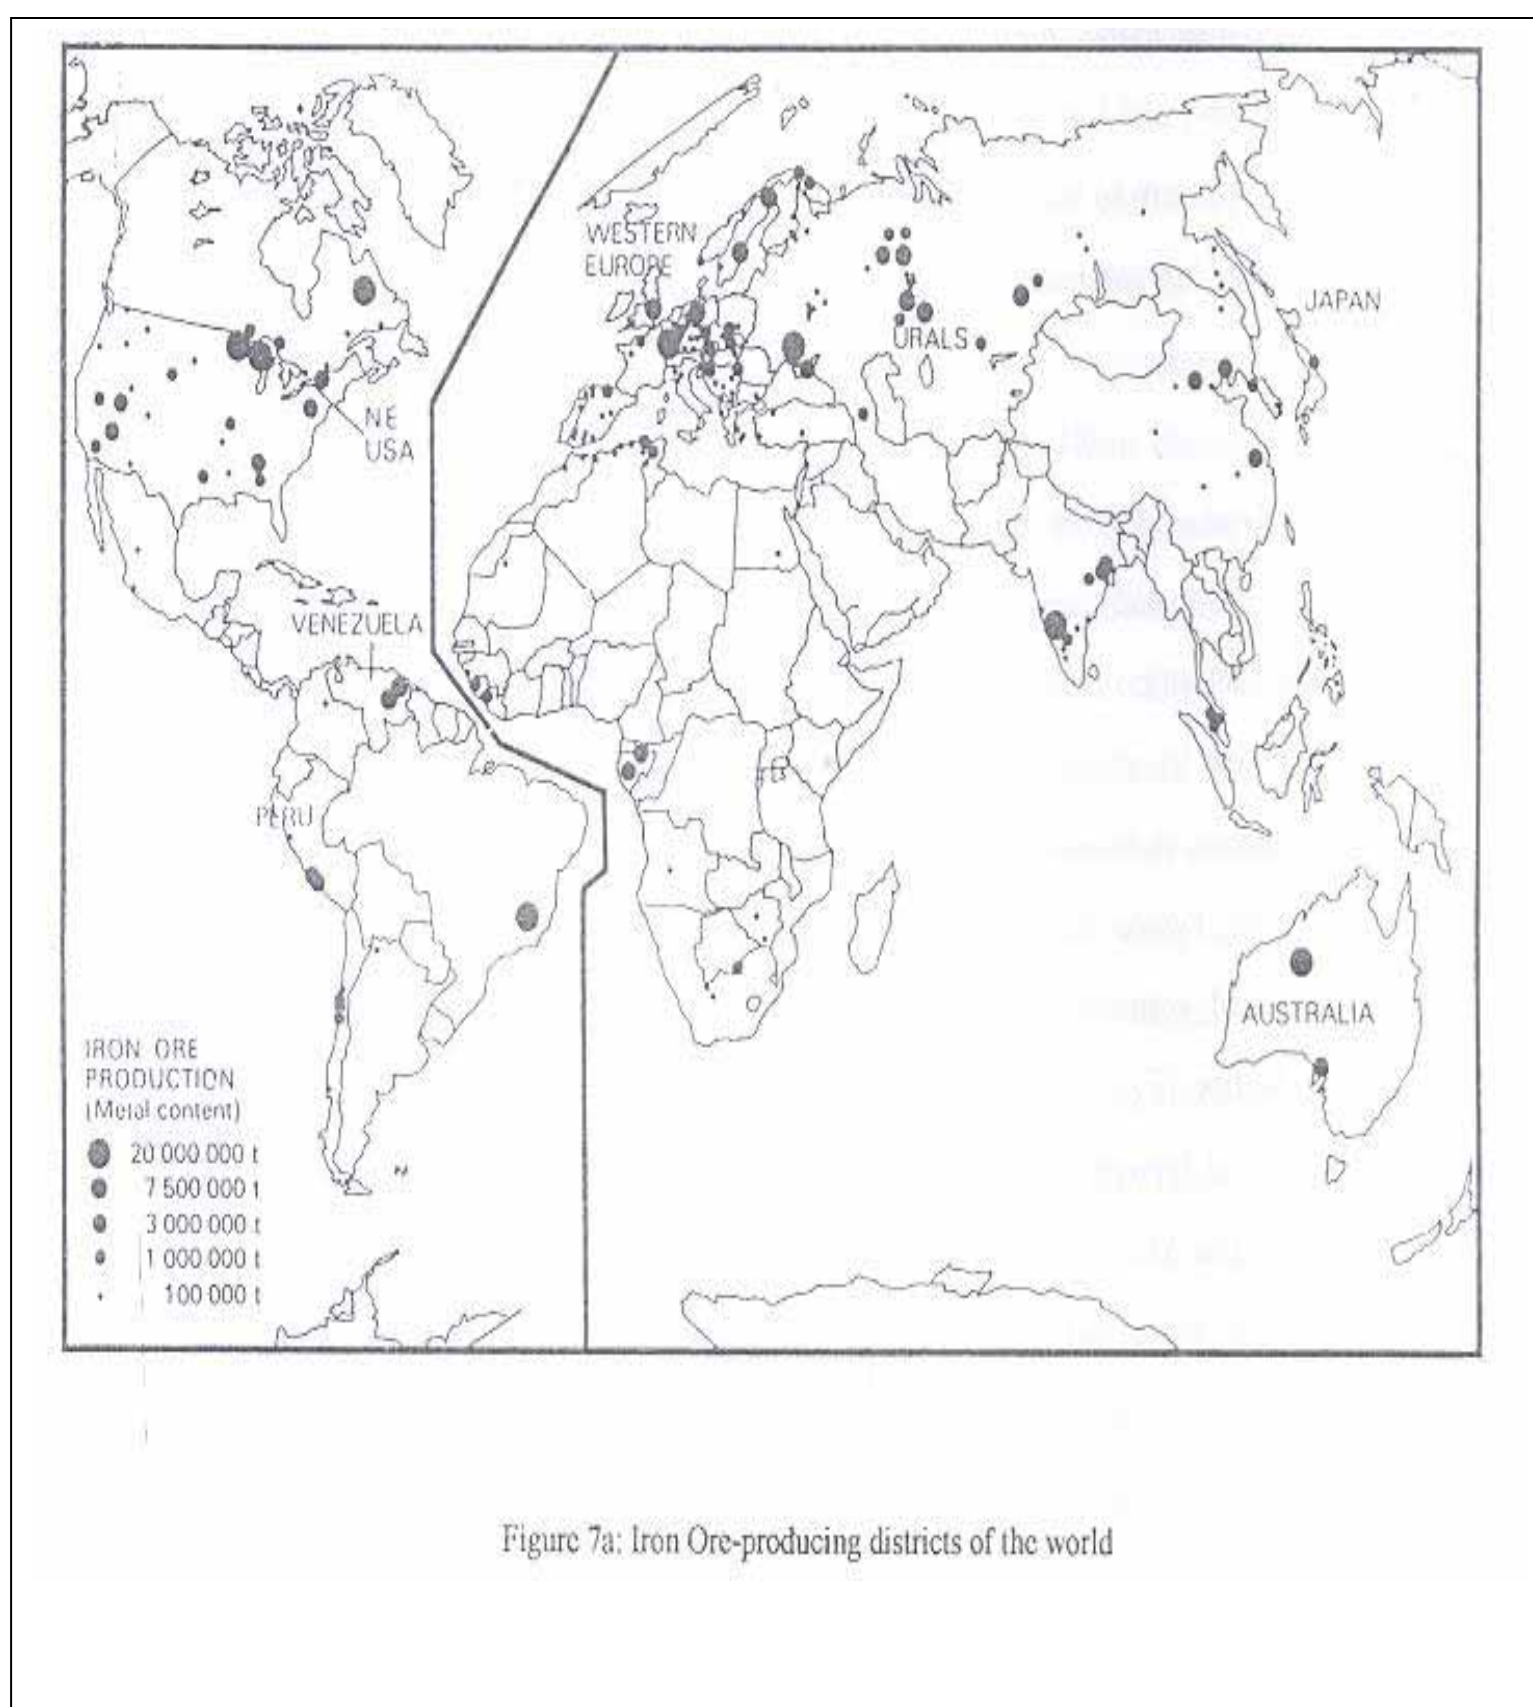 WESTERN
EUROPE
JAPAN
URALS
NE
USA
VENEZUELA
PERU
AUSTRALIA
IRON ORE
PRODUCTION
(Metal content)
20 000 000 t
7 500 000 t
3 000 000 t
1 000 000 t
100 000 t
Figure 7a: Iron Ore-producing districts of the world